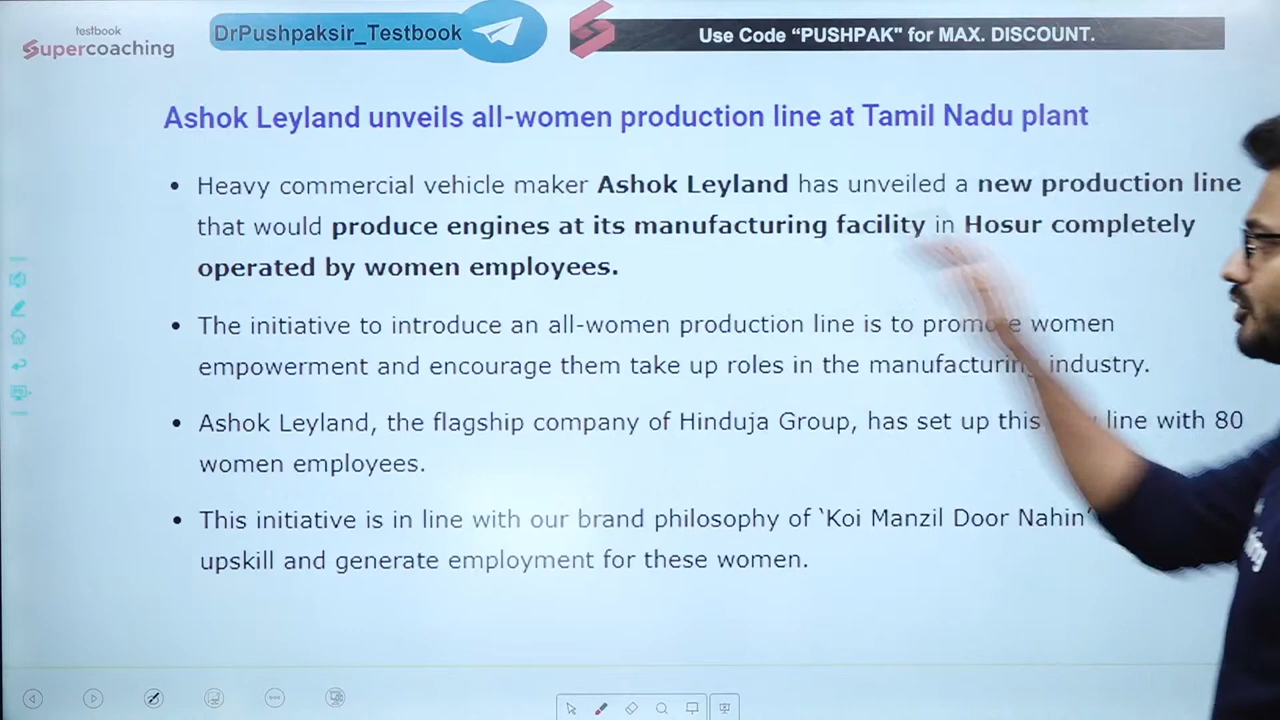 testbook
Supercoaching
DrPushpaksir_Testbook
Use Code “PUSHPAK" for MAX. DISCOUNT.
Ashok Leyland unveils all-women production line at Tamil Nadu plant
• Heavy commercial vehicle maker Ashok Leyland has unveiled a new production line
that would produce engines at its manufacturing facility in Hosur completely
operated by women employees.
• The initiative to introduce an all-women production line is to promote women
empowerment and encourage them take up roles in the manufacturing industry.
• Ashok Leyland, the flagship company of Hinduja Group, has set up this line with 80
women employees.
• This initiative is in line with our brand philosophy of ‘Koi Manzil Door Nahin’
upskill and generate employment for these women.